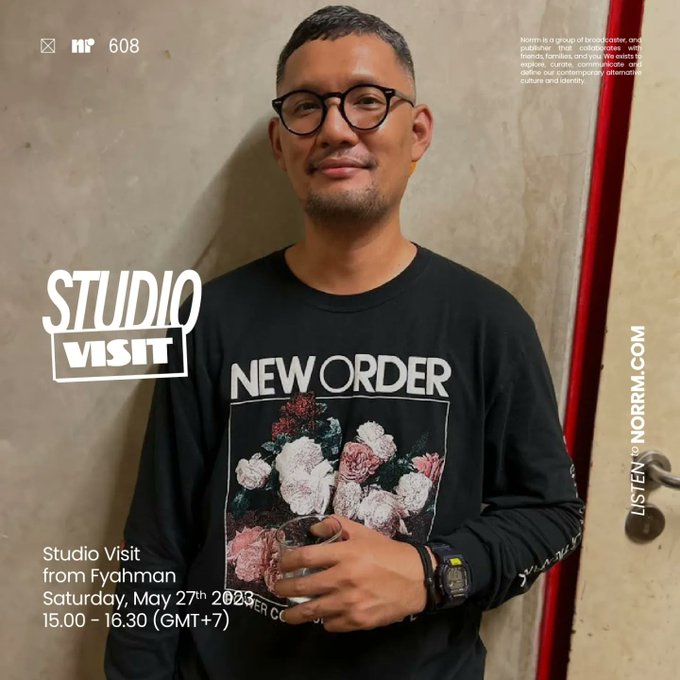 nr 608
Norrm is a group of broadcaster, and
publisher that collaborates with
friends, families, and you. We exists to
explore, curate, communicate and
define our contemporary alternative
culture and identity.
STUDIO
VISIT
NEW ORDER
LISTEN to NORRM.COM
Studio Visit
from Fyahman
Saturday, May 27th 2023
15.00 - 16.30 (GMT+7)